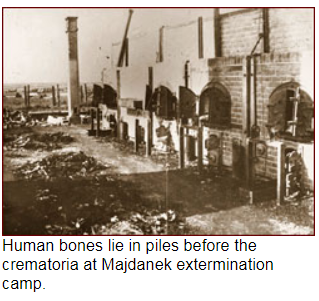 Human bones lie in piles before the
crematoria at Majdanek extermination
camp.